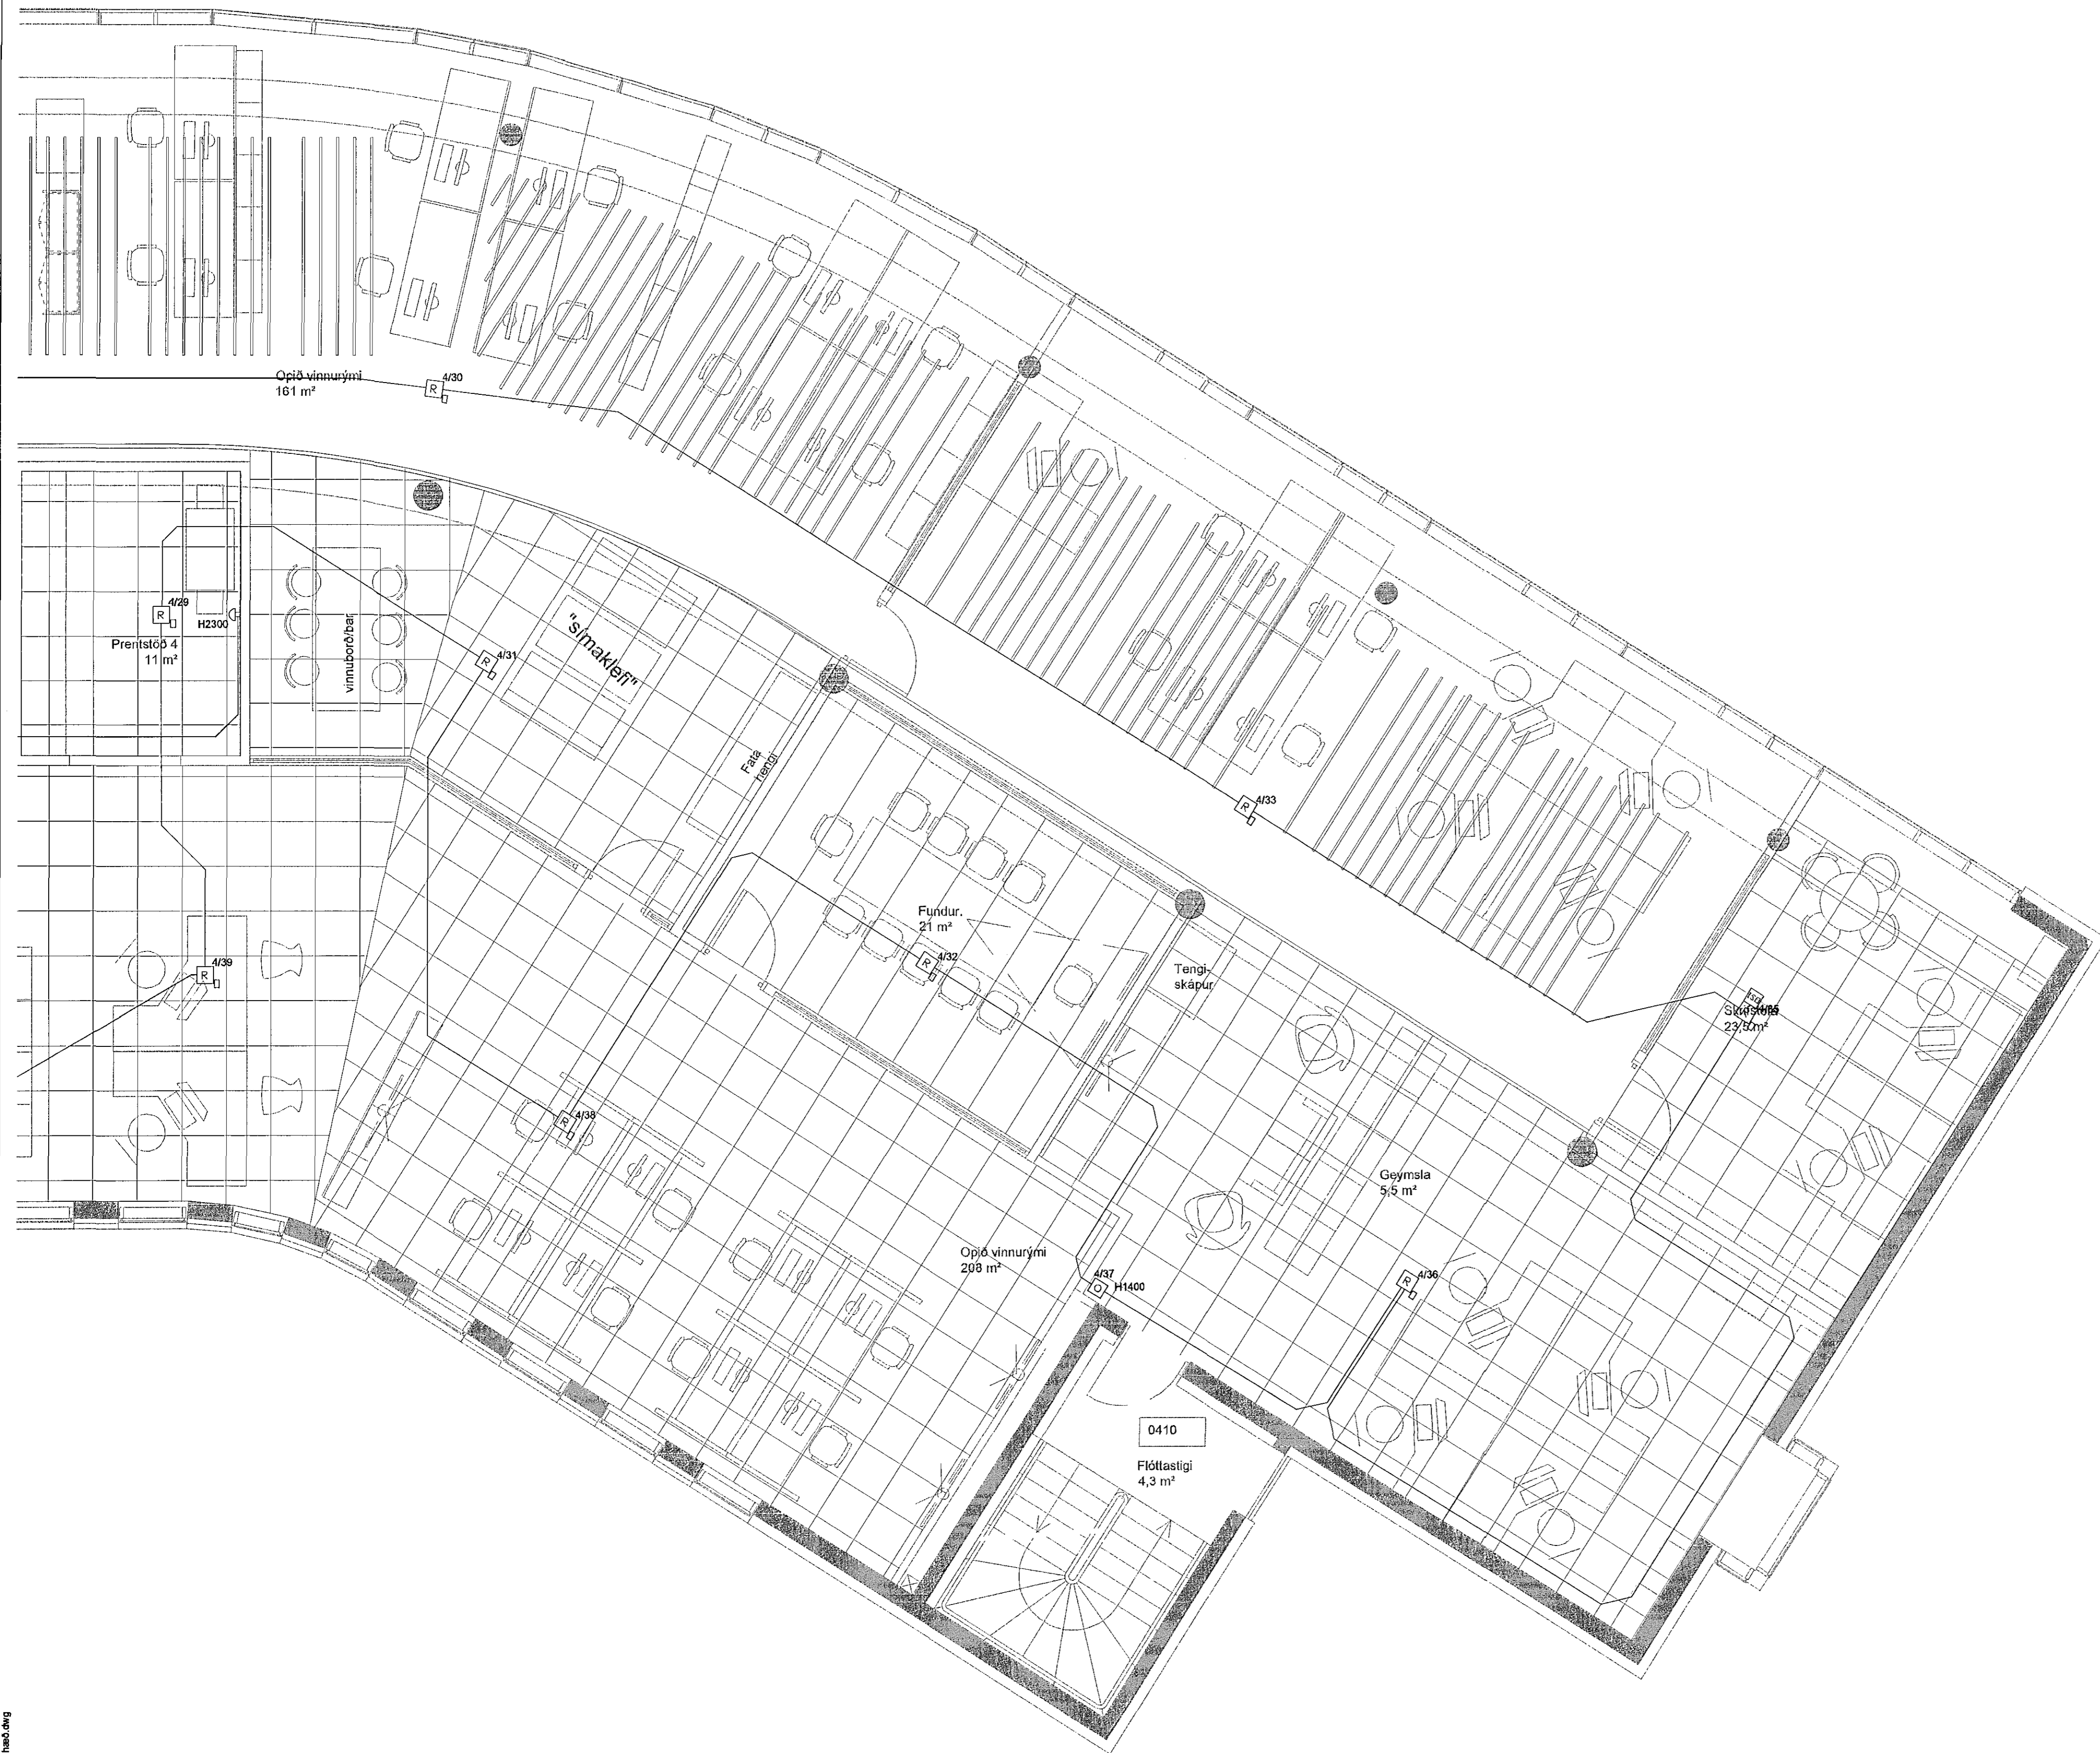 Opið vinnurými
161 m²
R
4/30
R
4/29
H2300
Prentstöð 4
11 m²
vinnuborð/bar
R
4/31
"símaklefi"
Fata
hengi
R
4/33
Fundur.
21 m²
R
4/32
Tengi-
skápur
R
4/39
23,5 m²
R
4/38
Geymsla
5,5 m²
Opið vinnurými
208 m²
4/37
O
H1400
R
4/36
0410
Flóttastigi
4,3 m²
hæð.dwg